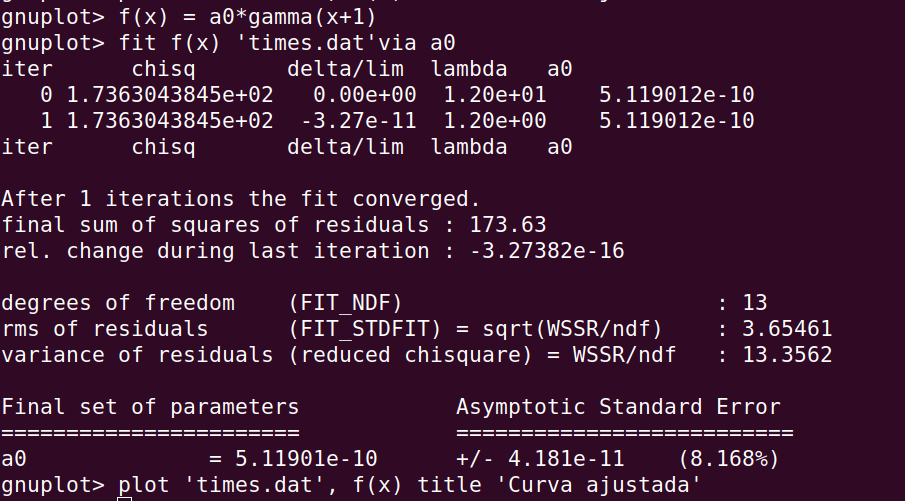 gnuplot> f(x) = a0*gamma(x+1)
gnuplot> fit f(x) 'times.dat'via a0
iter      chisq       delta/lim  lambda   a0
   0 1.7363043845e+02   0.00e+00  1.20e+01    5.119012e-10
   1 1.7363043845e+02  -3.27e-11  1.20e+00    5.119012e-10
iter      chisq       delta/lim  lambda   a0

After 1 iterations the fit converged.
final sum of squares of residuals : 173.63
rel. change during last iteration : -3.27382e-16

degrees of freedom    (FIT_NDF)                        : 13
rms of residuals      (FIT_STDFIT) = sqrt(WSSR/ndf)    : 3.65461
variance of residuals (reduced chisquare) = WSSR/ndf   : 13.3562

Final set of parameters            Asymptotic Standard Error
=======================            ==========================
a0              = 5.11901e-10      +/- 4.181e-11    (8.168%)
gnuplot> plot 'times.dat', f(x) title 'Curva ajustada'